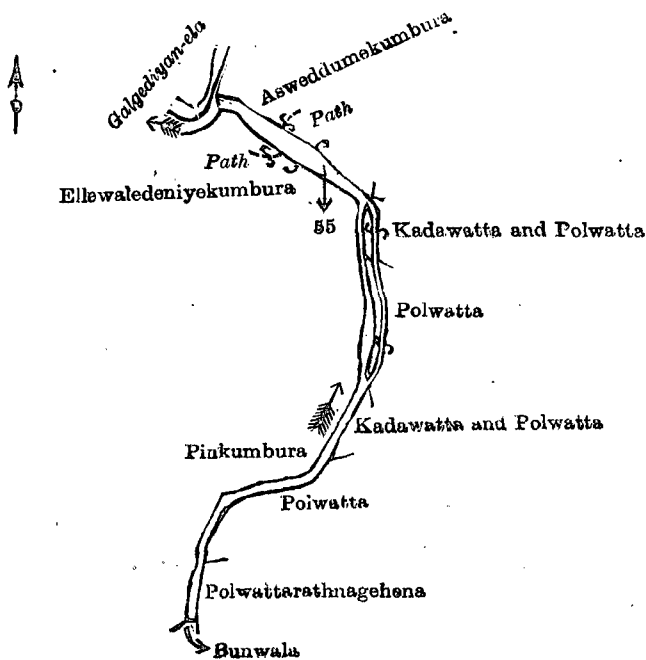 Galgediyan-ela
Asweddumekumbura
Path
Path
Ellewaledeniyekumbura
55
Kadawatta and Polwatta
Polwatta
Kadawatta and Polwatta
Pinkumbura
Polwatta
Polwattarathnagehena
Bunwala